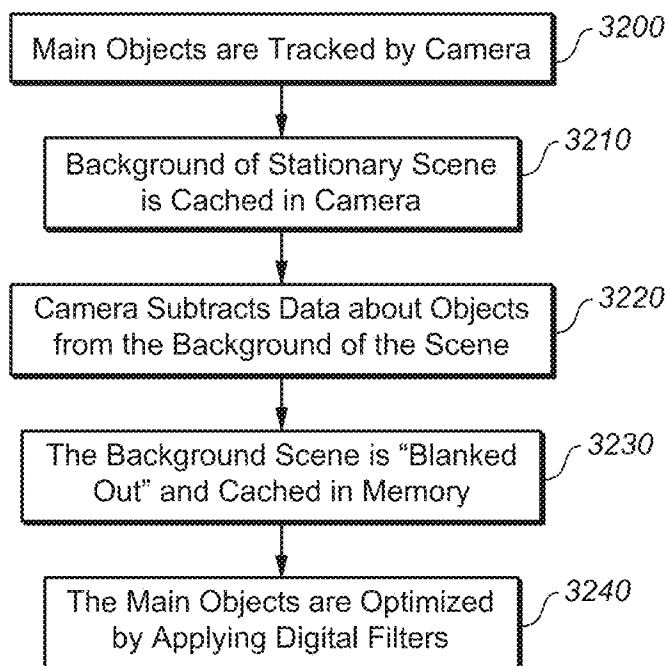 Main Objects are Tracked by Camera
3200
Background of Stationary Scene
is Cached in Camera
3210
Camera Subtracts Data about Objects
from the Background of the Scene
3220
The Background Scene is “Blanked
Out” and Cached in Memory
3230
The Main Objects are Optimized
by Applying Digital Filters
3240